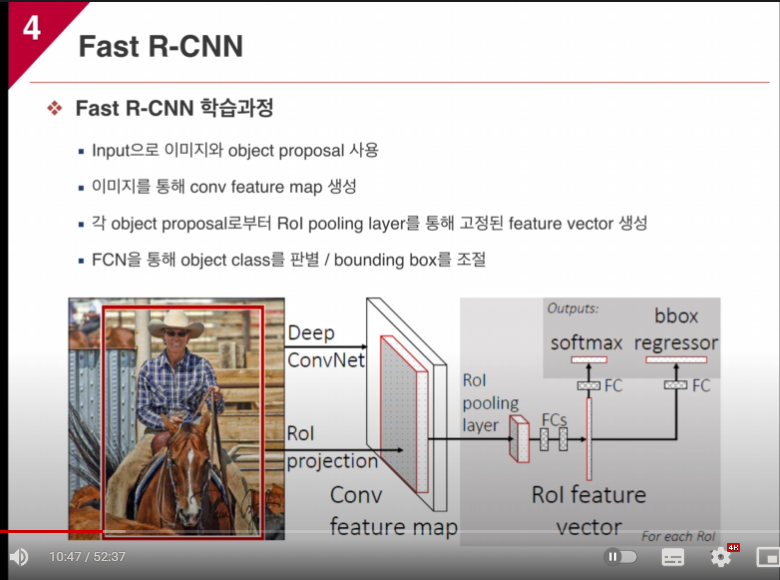 4
Fast R-CNN
Fast R-CNN 학습과정
Input으로 이미지와 object proposal 사용
이미지를 통해 conv feature map 생성
각 object proposal로부터 RoI pooling layer를 통해 고정된 feature vector 생성
FCN을 통해 object class를 판별 / bounding box를 조절
Deep
ConvNet
RoI
projection
Conv
feature map
RoI
pooling
layer
FCs
Outputs:
softmax
bbox
regressor
FC
FC
RoI feature
vector
For each RoI
10:47 / 52:37
4K